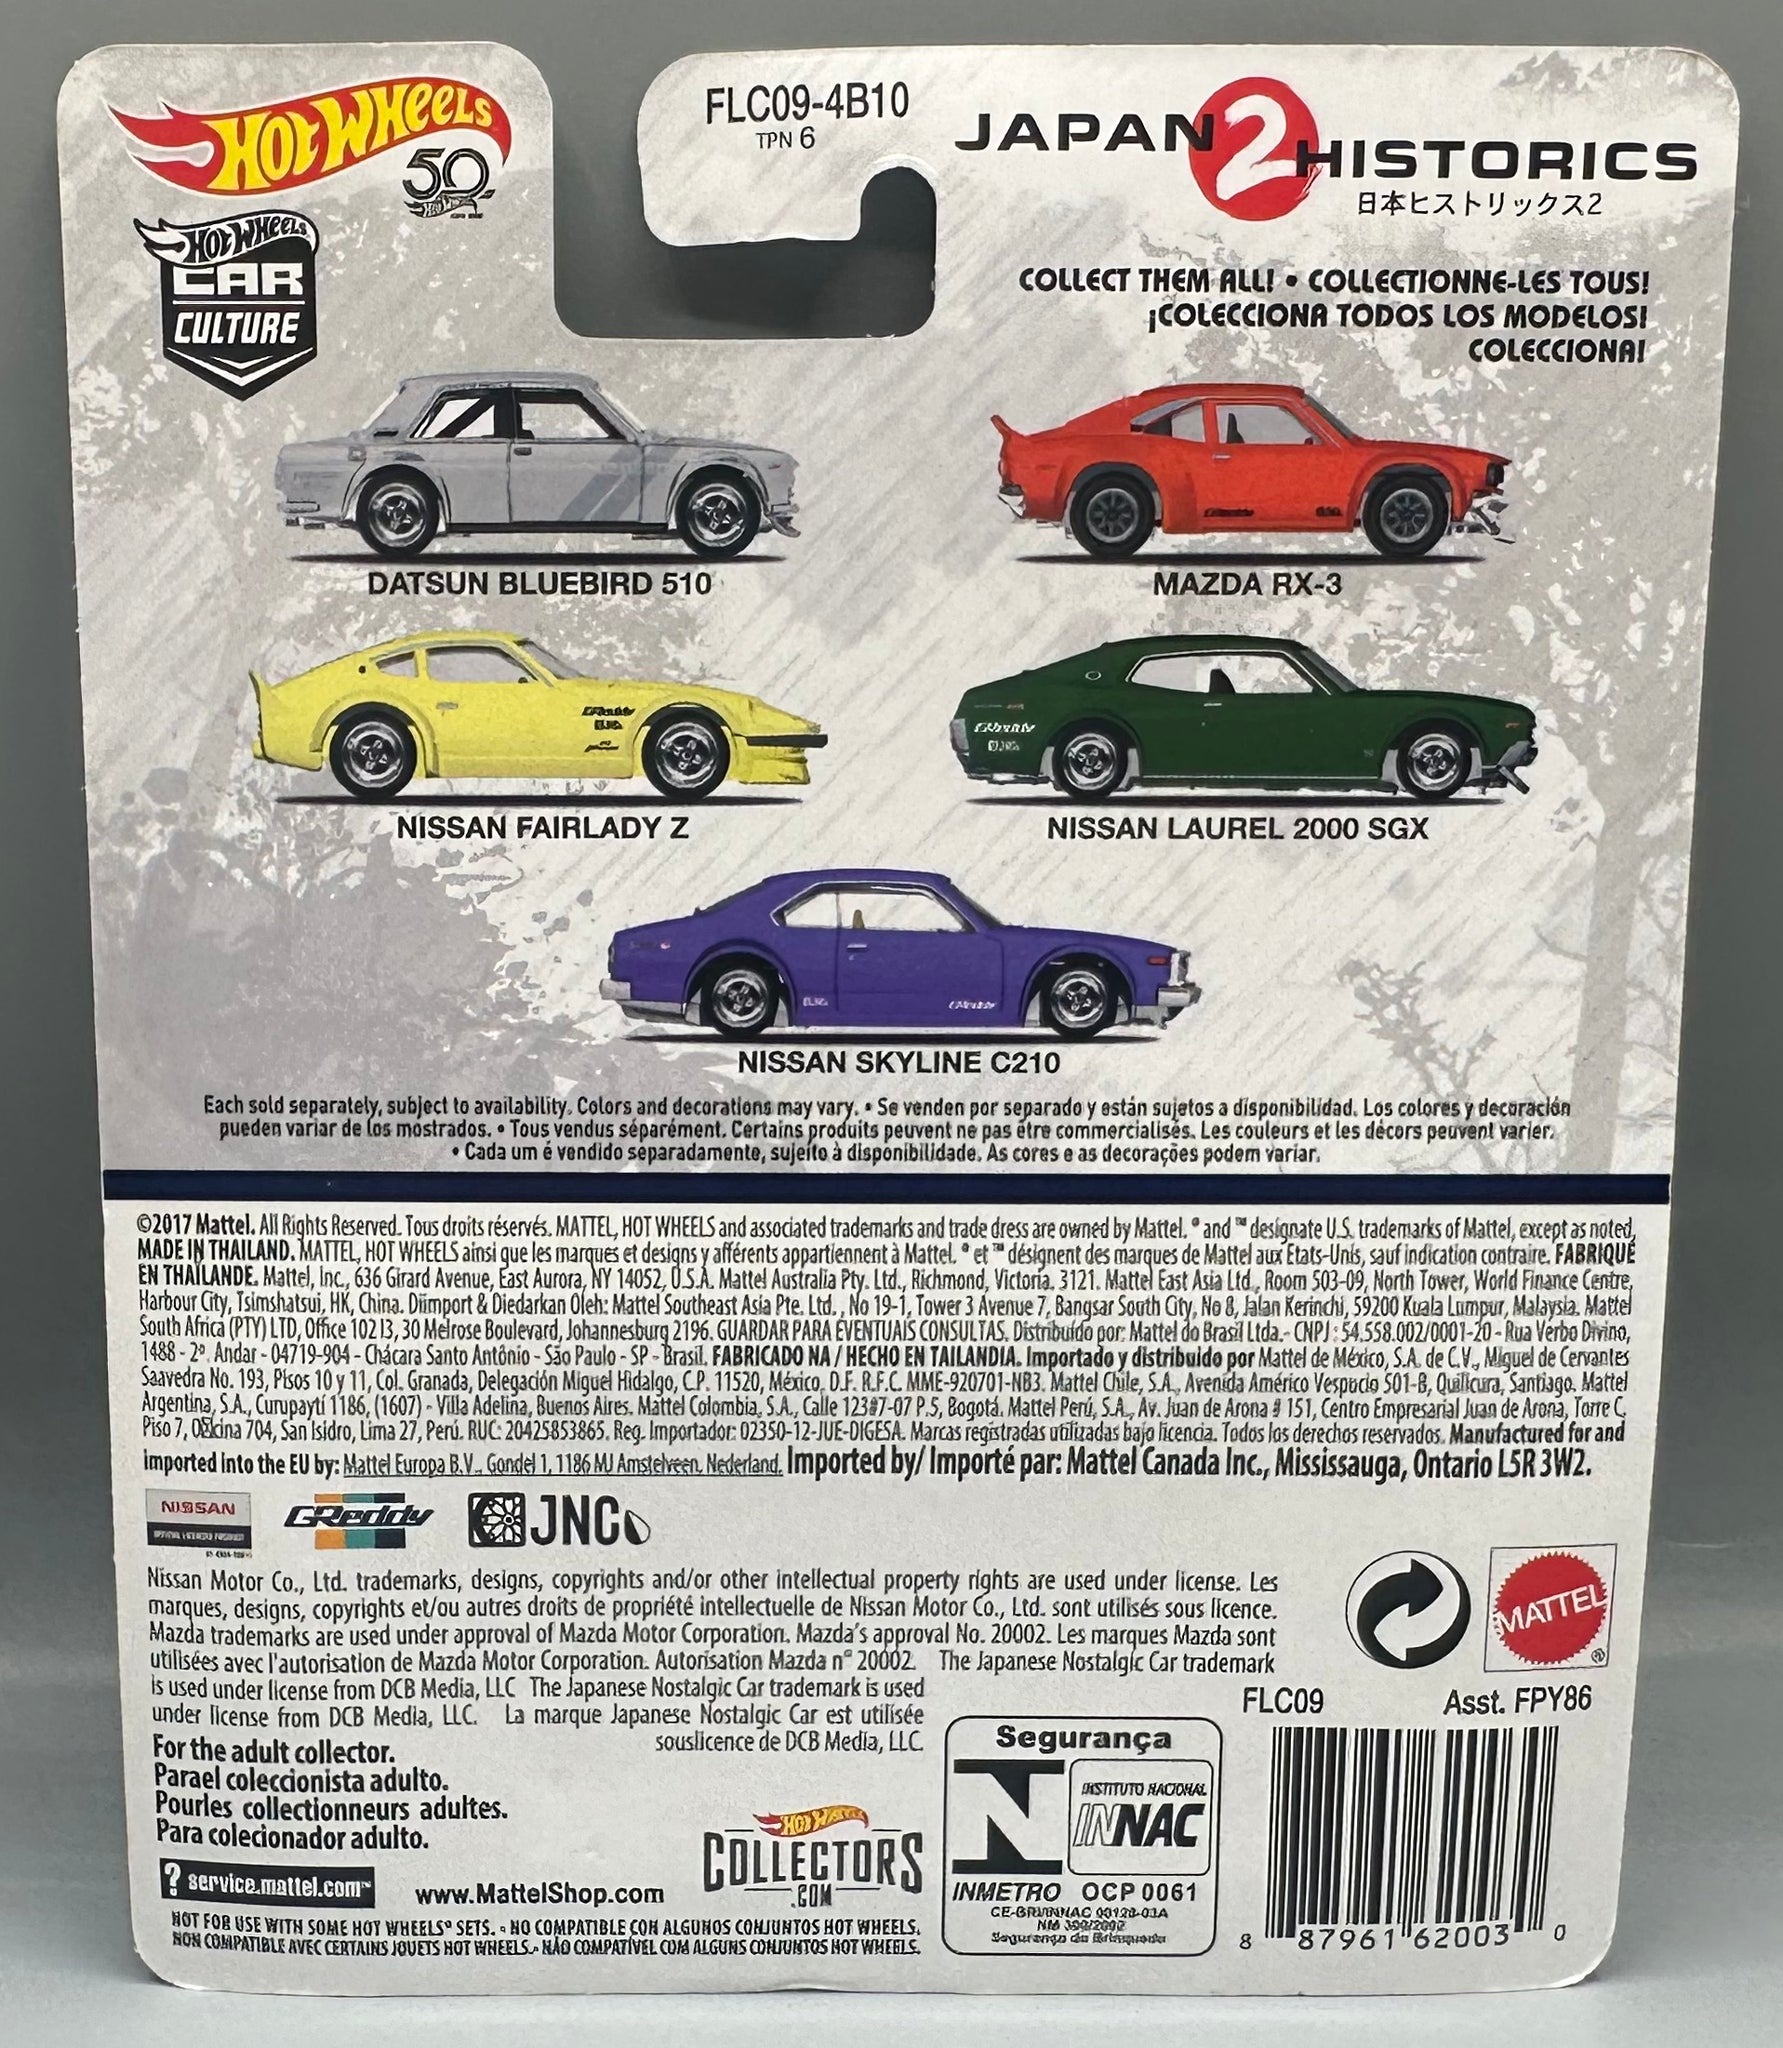 HOT WHEELS
50
HOT WHEELS
CAR
CULTURE
FLC09-4B10
TPN 6
JAPAN 2 HISTORICS
日本ヒストリックス2
COLLECT THEM ALL! • COLLECTIONNE-LES TOUS!
¡COLECCIONA TODOS LOS MODELOS!
COLECCIONA!
DATSUN BLUEBIRD 510
MAZDA RX-3
GReddy
GReddy
NISSAN FAIRLADY Z
NISSAN LAUREL 2000 SGX
GReddy
NISSAN SKYLINE C210
Each sold separately, subject to availability. Colors and decorations may vary. • Se venden por separado y están sujetos a disponibilidad. Los colores y decoración
pueden variar de los mostrados. • Tous vendus séparément. Certains produits peuvent ne pas être commercialisés. Les couleurs et les décors peuvent varier.
• Cada um é vendido separadamente, sujeito à disponibilidade. As cores e as decorações podem variar.
©2017 Mattel. All Rights Reserved. Tous droits réservés. MATTEL, HOT WHEELS and associated trademarks and trade dress are owned by Mattel. ® and ™ designate U.S. trademarks of Mattel, except as noted.
MADE IN THAILAND. MATTEL, HOT WHEELS ainsi que les marques et designs y afférents appartiennent à Mattel. ® et ™ désignent des marques de Mattel aux États-Unis, sauf indication contraire. FABRIQUÉ
EN THAÏLANDE. Mattel, Inc., 636 Girard Avenue, East Aurora, NY 14052, U.S.A. Mattel Australia Pty. Ltd., Richmond, Victoria. 3121. Mattel East Asia Ltd., Room 503-09, North Tower, World Finance Centre,
Harbour City, Tsimshatsui, HK, China. Diimport & Diedarkan Oleh: Mattel Southeast Asia Pte. Ltd. , No 19-1, Tower 3 Avenue 7, Bangsar South City, No 8, Jalan Kerinchi, 59200 Kuala Lumpur, Malaysia. Mattel
South Africa (PTY) LTD, Office 102 I3, 30 Melrose Boulevard, Johannesburg 2196. GUARDAR PARA EVENTUAIS CONSULTAS. Distribuído por: Mattel do Brasil Ltda.- CNPJ : 54.558.002/0001-20 - Rua Verbo Divino,
1488 - 2º. Andar - 04719-904 - Chácara Santo Antônio - São Paulo - SP - Brasil. FABRICADO NA / HECHO EN TAILANDIA. Importado y distribuido por Mattel de México, S.A. de C.V., Miguel de Cervantes
Saavedra No. 193, Pisos 10 y 11, Col. Granada, Delegación Miguel Hidalgo, C.P. 11520, México, D.F. R.F.C. MME-920701-NB3. Mattel Chile, S.A., Avenida Américo Vespucio 501-B, Quilicura, Santiago. Mattel
Argentina, S.A., Curupaytí 1186, (1607) - Villa Adelina, Buenos Aires. Mattel Colombia, S.A., Calle 123#7-07 P.5, Bogotá. Mattel Perú, S.A., Av. Juan de Arona # 151, Centro Empresarial Juan de Arona, Torre C,
Piso 7, Oficina 704, San Isidro, Lima 27, Perú. RUC: 20425853865. Reg. Importador: 02350-12-JUE-DIGESA. Marcas registradas utilizadas bajo licencia. Todos los derechos reservados. Manufactured for and
imported into the EU by: Mattel Europa B.V., Gondel 1, 1186 MJ Amstelveen, Nederland. Imported by/ Importé par: Mattel Canada Inc., Mississauga, Ontario L5R 3W2.
NISSAN
OFFICIAL LICENSED PRODUCT
GReddy
JNC
Nissan Motor Co., Ltd. trademarks, designs, copyrights and/or other intellectual property rights are used under license. Les
marques, designs, copyrights et/ou autres droits de propriété intellectuelle de Nissan Motor Co., Ltd. sont utilisés sous licence.
Mazda trademarks are used under approval of Mazda Motor Corporation. Mazda's approval No. 20002. Les marques Mazda sont
utilisées avec l'autorisation de Mazda Motor Corporation. Autorisation Mazda n° 20002. The Japanese Nostalgic Car trademark
is used under license from DCB Media, LLC The Japanese Nostalgic Car trademark is used
under license from DCB Media, LLC. La marque Japanese Nostalgic Car est utilisée
souslicence de DCB Media, LLC.
For the adult collector.
Parael coleccionista adulto.
Pourles collectionneurs adultes.
Para colecionador adulto.
? service.mattel.com™
www.MattelShop.com
HOT WHEELS
COLLECTORS
.COM
NOT FOR USE WITH SOME HOT WHEELS® SETS. • NO COMPATIBLE CON ALGUNOS CONJUNTOS HOT WHEELS.
NON COMPATIBLE AVEC CERTAINS JOUETS HOT WHEELS. • NÃO COMPATÍVEL COM ALGUNS CONJUNTOS HOT WHEELS.
MATTEL
®
FLC09 Asst. FPY86
Segurança
INSTITUTO NACIONAL
INNAC
INMETRO OCP 0061
NM 300/2002
Segurança do Brinquedo
8 87961 62003 0